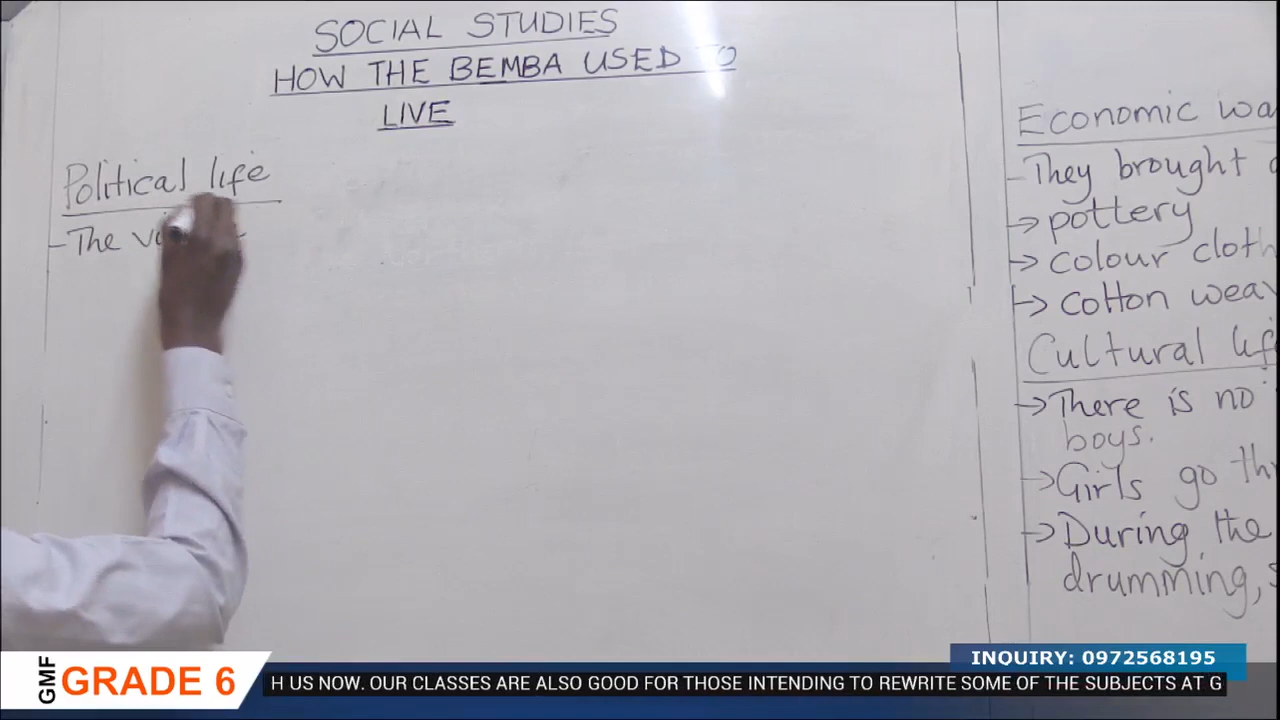 SOCIAL STUDIES
HOW THE BEMBA USED TO
LIVE
Political life
- The
Economic
- They brought
→ pottery
→ colour
→ cotton
Cultural
→ There is no
boys.
→ Girls go
→ During the
drumming,
INQUIRY: 0972568195
GMF GRADE 6
H US NOW. OUR CLASSES ARE ALSO GOOD FOR THOSE INTENDING TO REWRITE SOME OF THE SUBJECTS AT G